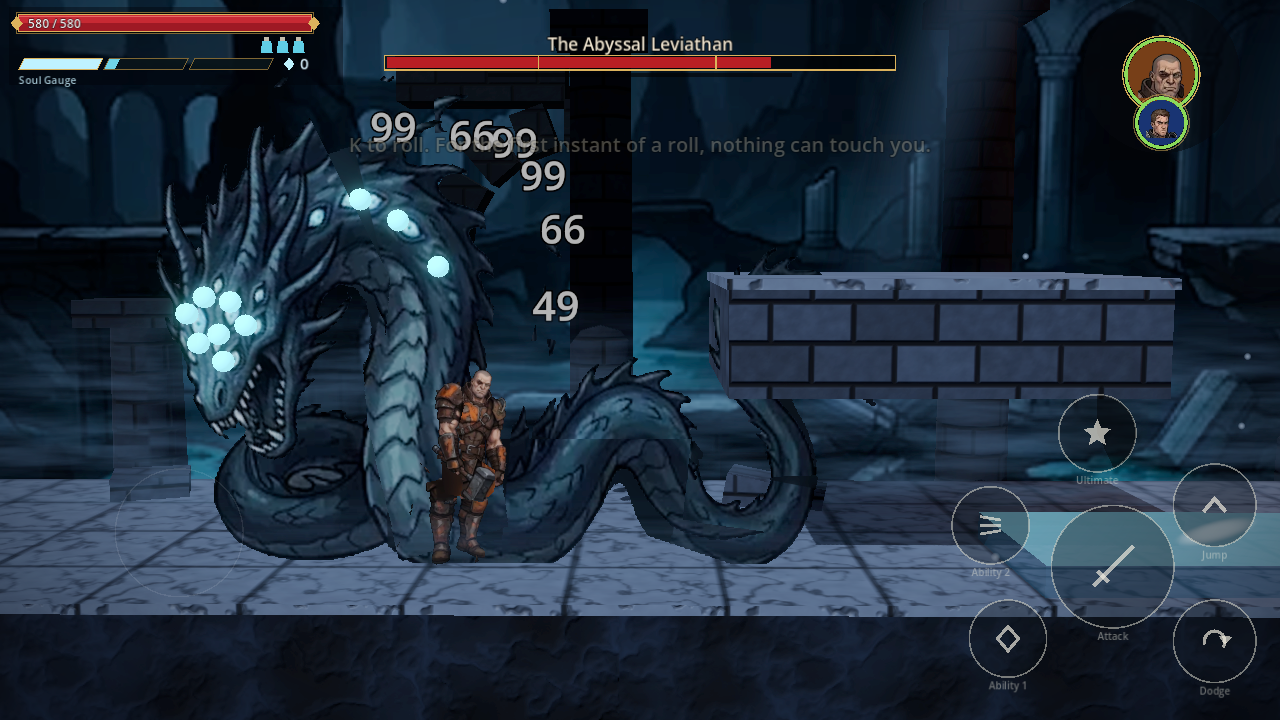 580 / 580
0
Soul Gauge
The Abyssal Leviathan
99
66
99
K to roll. For the first instant of a roll, nothing can touch you.
99
66
49
Ultimate
Jump
Ability 2
Attack
Ability 1
Dodge